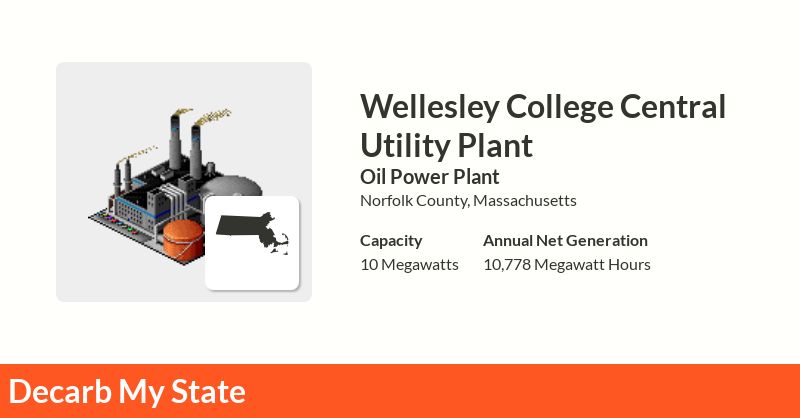 Wellesley College Central
Utility Plant
Oil Power Plant
Norfolk County, Massachusetts
Capacity
10 Megawatts
Annual Net Generation
10,778 Megawatt Hours
Decarb My State